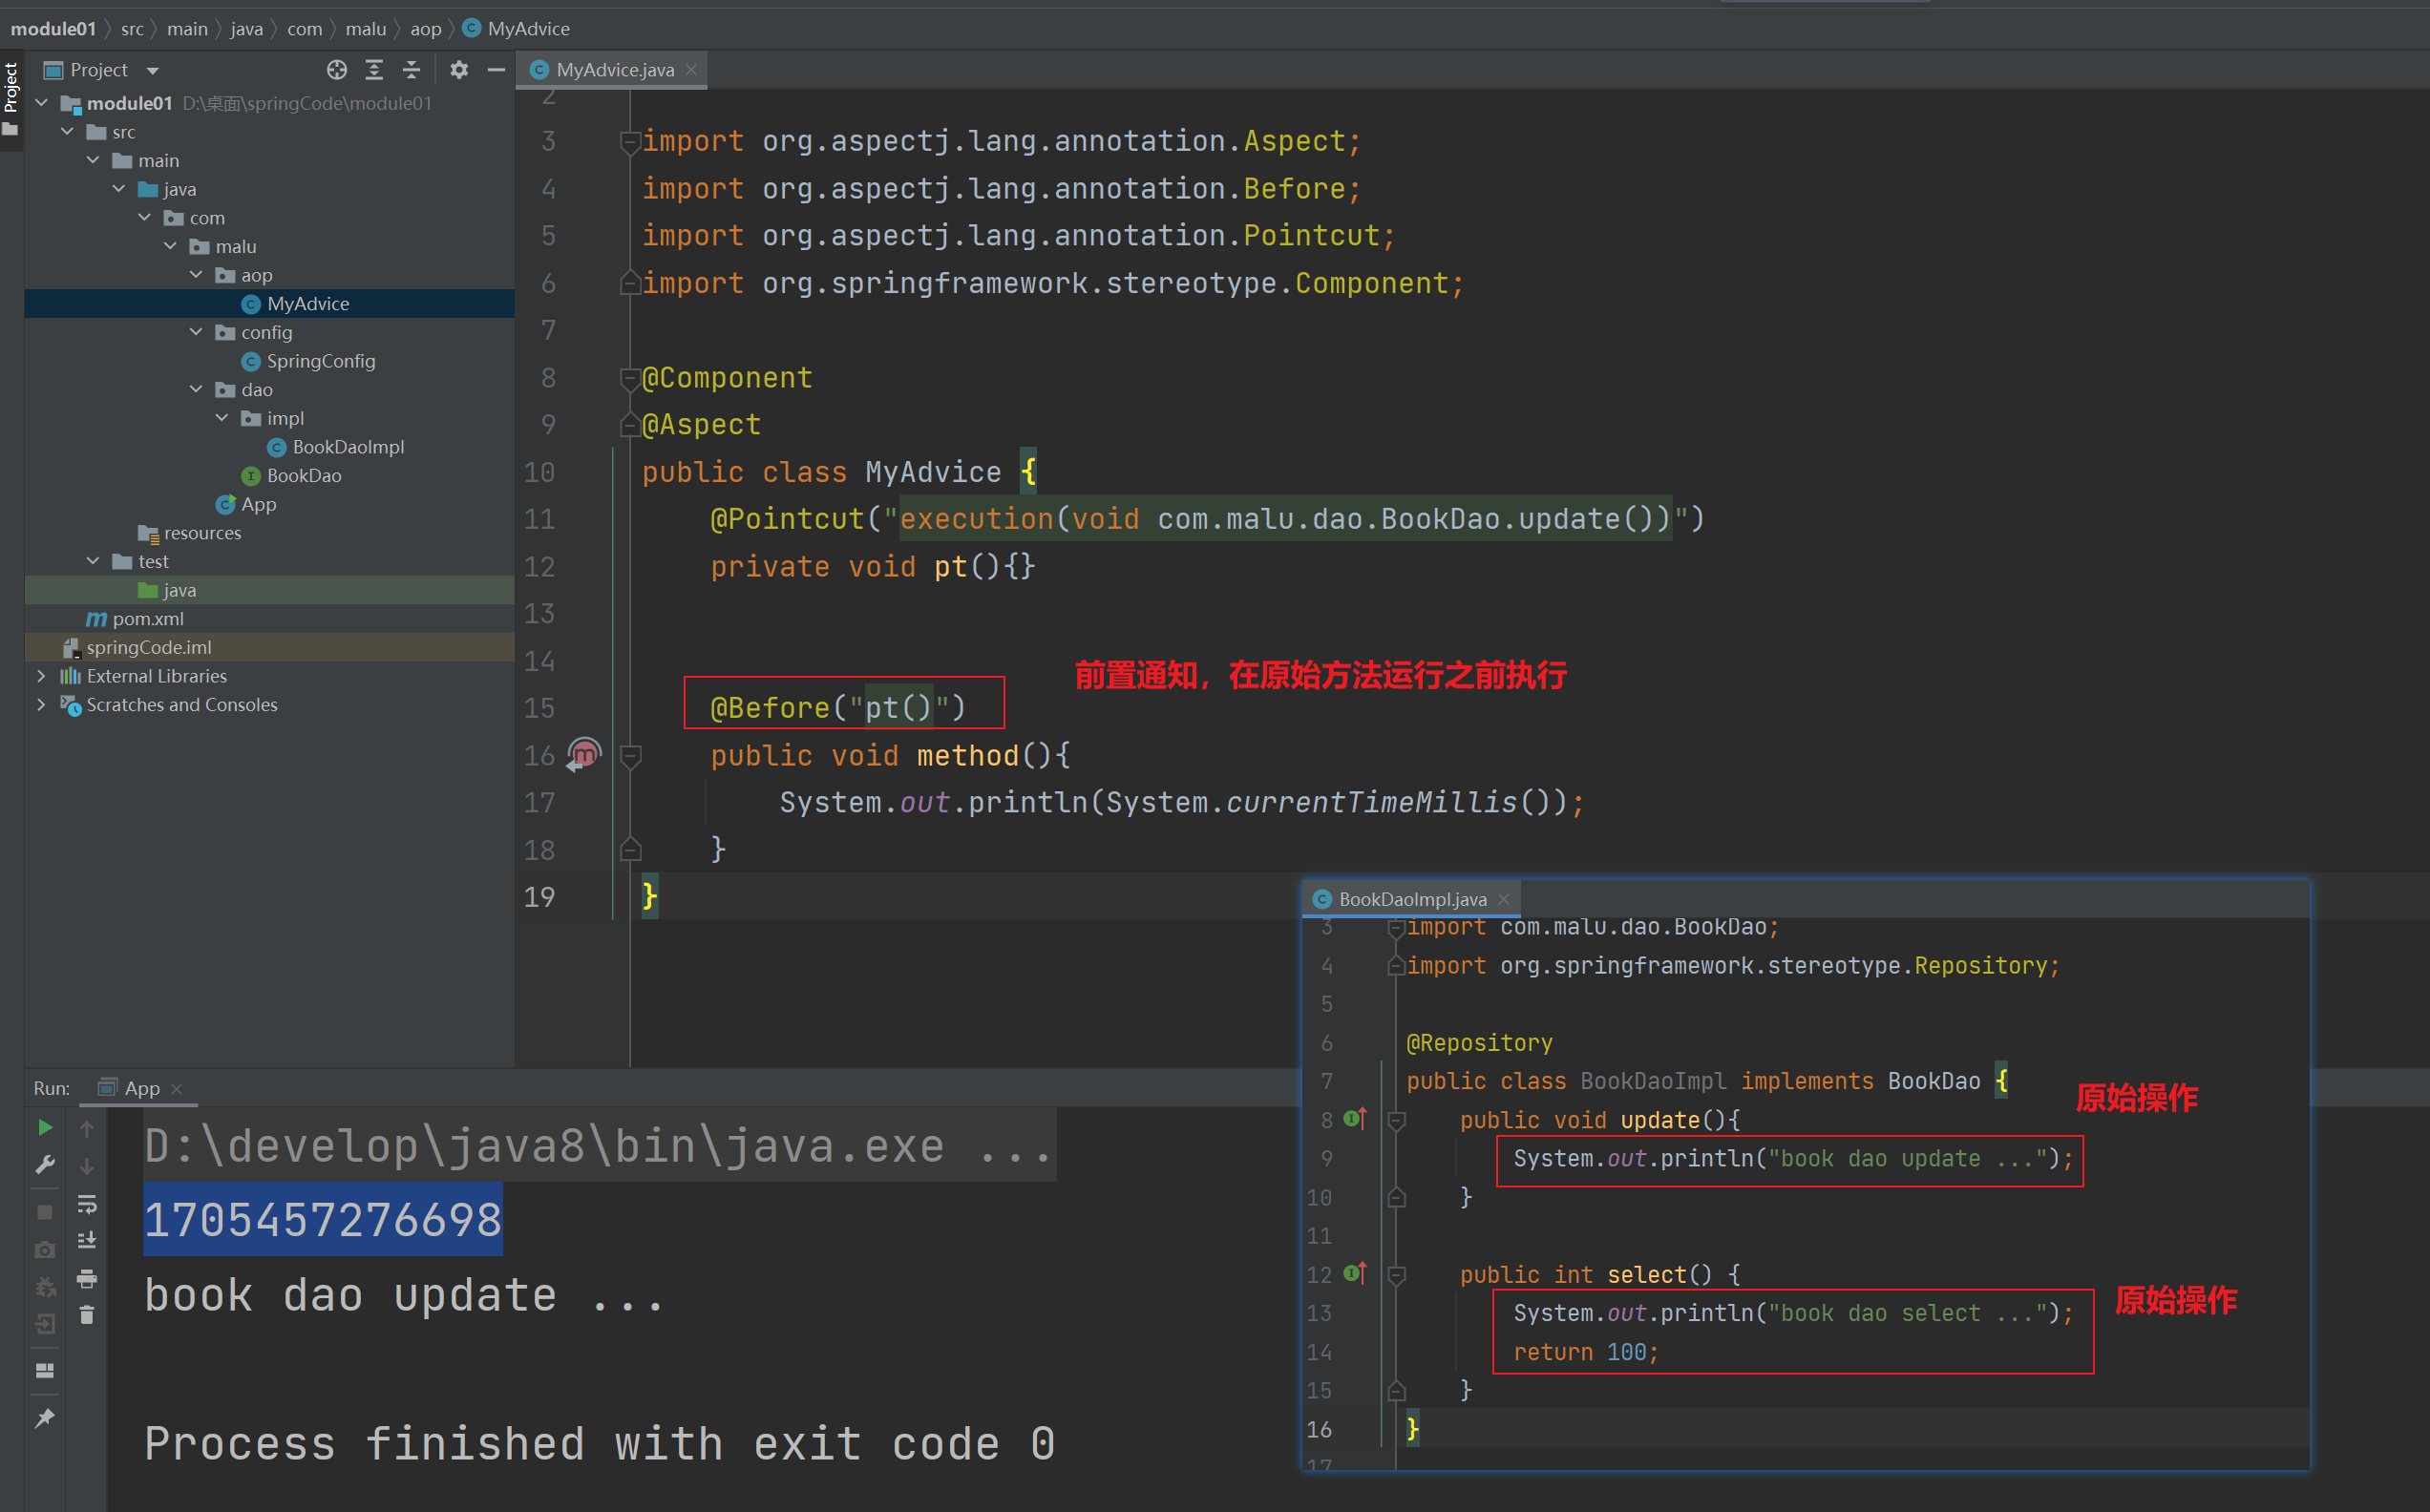 module01 src main java com malu aop MyAdvice
Project
Project
module01 D:\桌面\springCode\module01
src
main
java
com
malu
aop
MyAdvice
config
SpringConfig
dao
impl
BookDaoImpl
BookDao
App
resources
test
java
pom.xml
springCode.iml
External Libraries
Scratches and Consoles
MyAdvice.java
2
3 import org.aspectj.lang.annotation.Aspect;
4 import org.aspectj.lang.annotation.Before;
5 import org.aspectj.lang.annotation.Pointcut;
6 import org.springframework.stereotype.Component;
7
8 @Component
9 @Aspect
10 public class MyAdvice {
11 @Pointcut("execution(void com.malu.dao.BookDao.update())")
12 private void pt(){}
13
14
前置通知，在原始方法运行之前执行
15 @Before("pt()")
16 public void method(){
17 System.out.println(System.currentTimeMillis());
18 }
19 }
BookDaoImpl.java
3 import com.malu.dao.BookDao;
4 import org.springframework.stereotype.Repository;
5
6 @Repository
7 public class BookDaoImpl implements BookDao {
原始操作
8 public void update(){
9 System.out.println("book dao update ...");
10 }
11
12 public int select() {
原始操作
13 System.out.println("book dao select ...");
14 return 100;
15 }
16 }
17
Run: App
D:\develop\java8\bin\java.exe ...
1705457276698
book dao update ...
Process finished with exit code 0